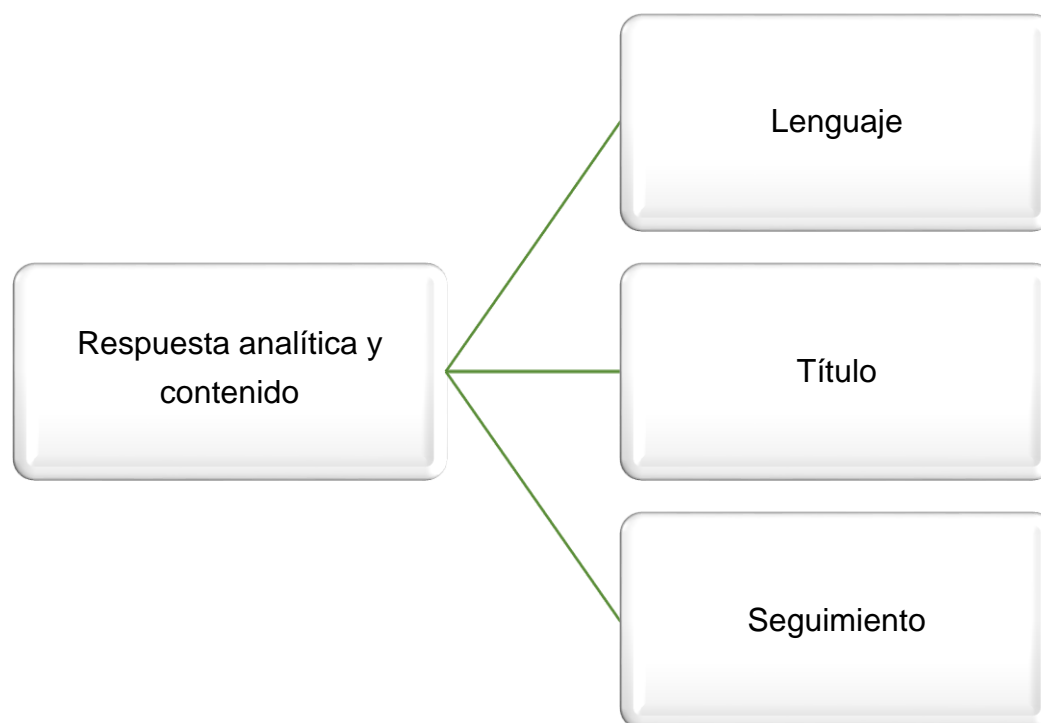 Lenguaje
Respuesta analítica y
contenido
Título
Seguimiento